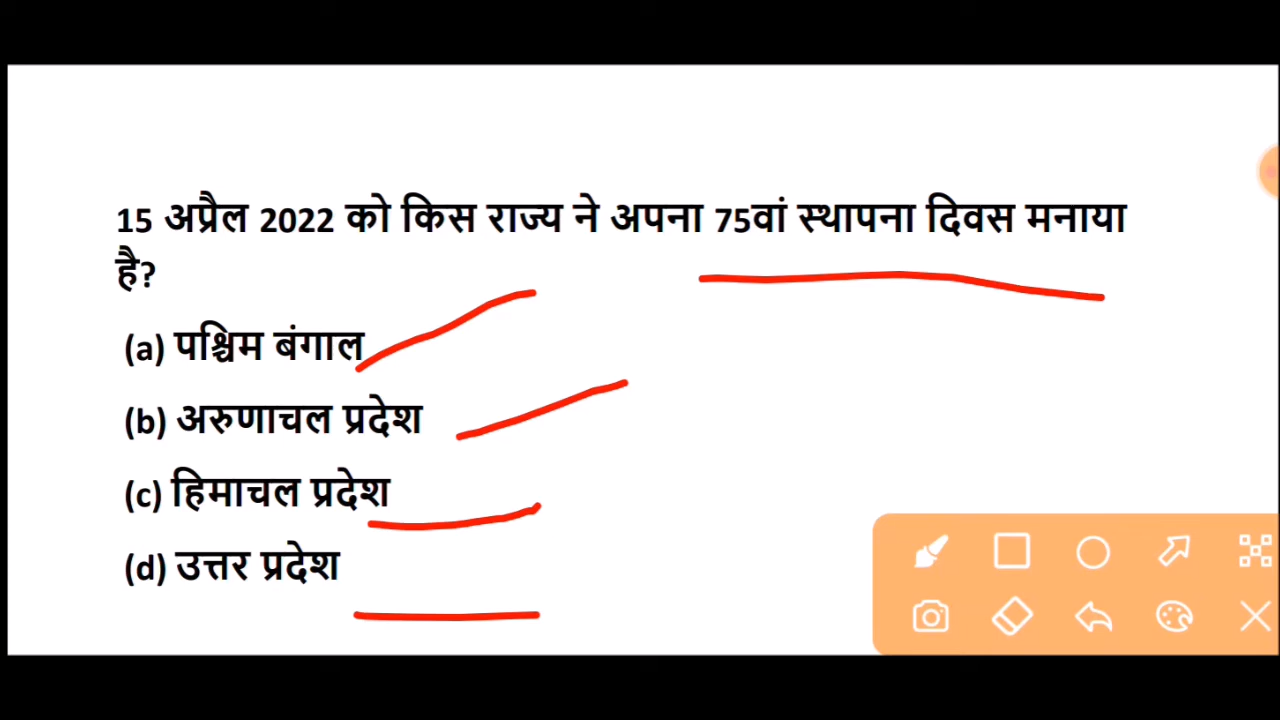 15 अप्रैल 2022 को किस राज्य ने अपना 75वां स्थापना दिवस मनाया
है?
(a) पश्चिम बंगाल
(b) अरुणाचल प्रदेश
(c) हिमाचल प्रदेश
(d) उत्तर प्रदेश